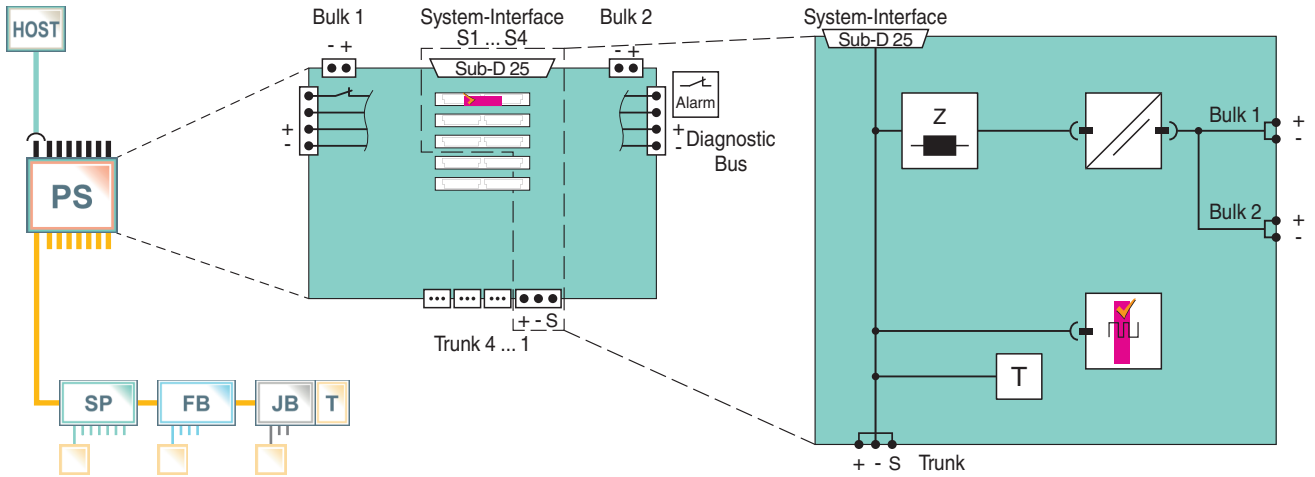 HOST
PS
SP
FB
JB
T
Bulk 1
- +
System-Interface
S1 ... S4
Sub-D 25
Bulk 2
- +
+
-
Alarm
+
-
Diagnostic
Bus
+ - S
Trunk 4 ... 1
System-Interface
Sub-D 25
Z
Bulk 1
+
-
Bulk 2
+
-
T
+ - S Trunk